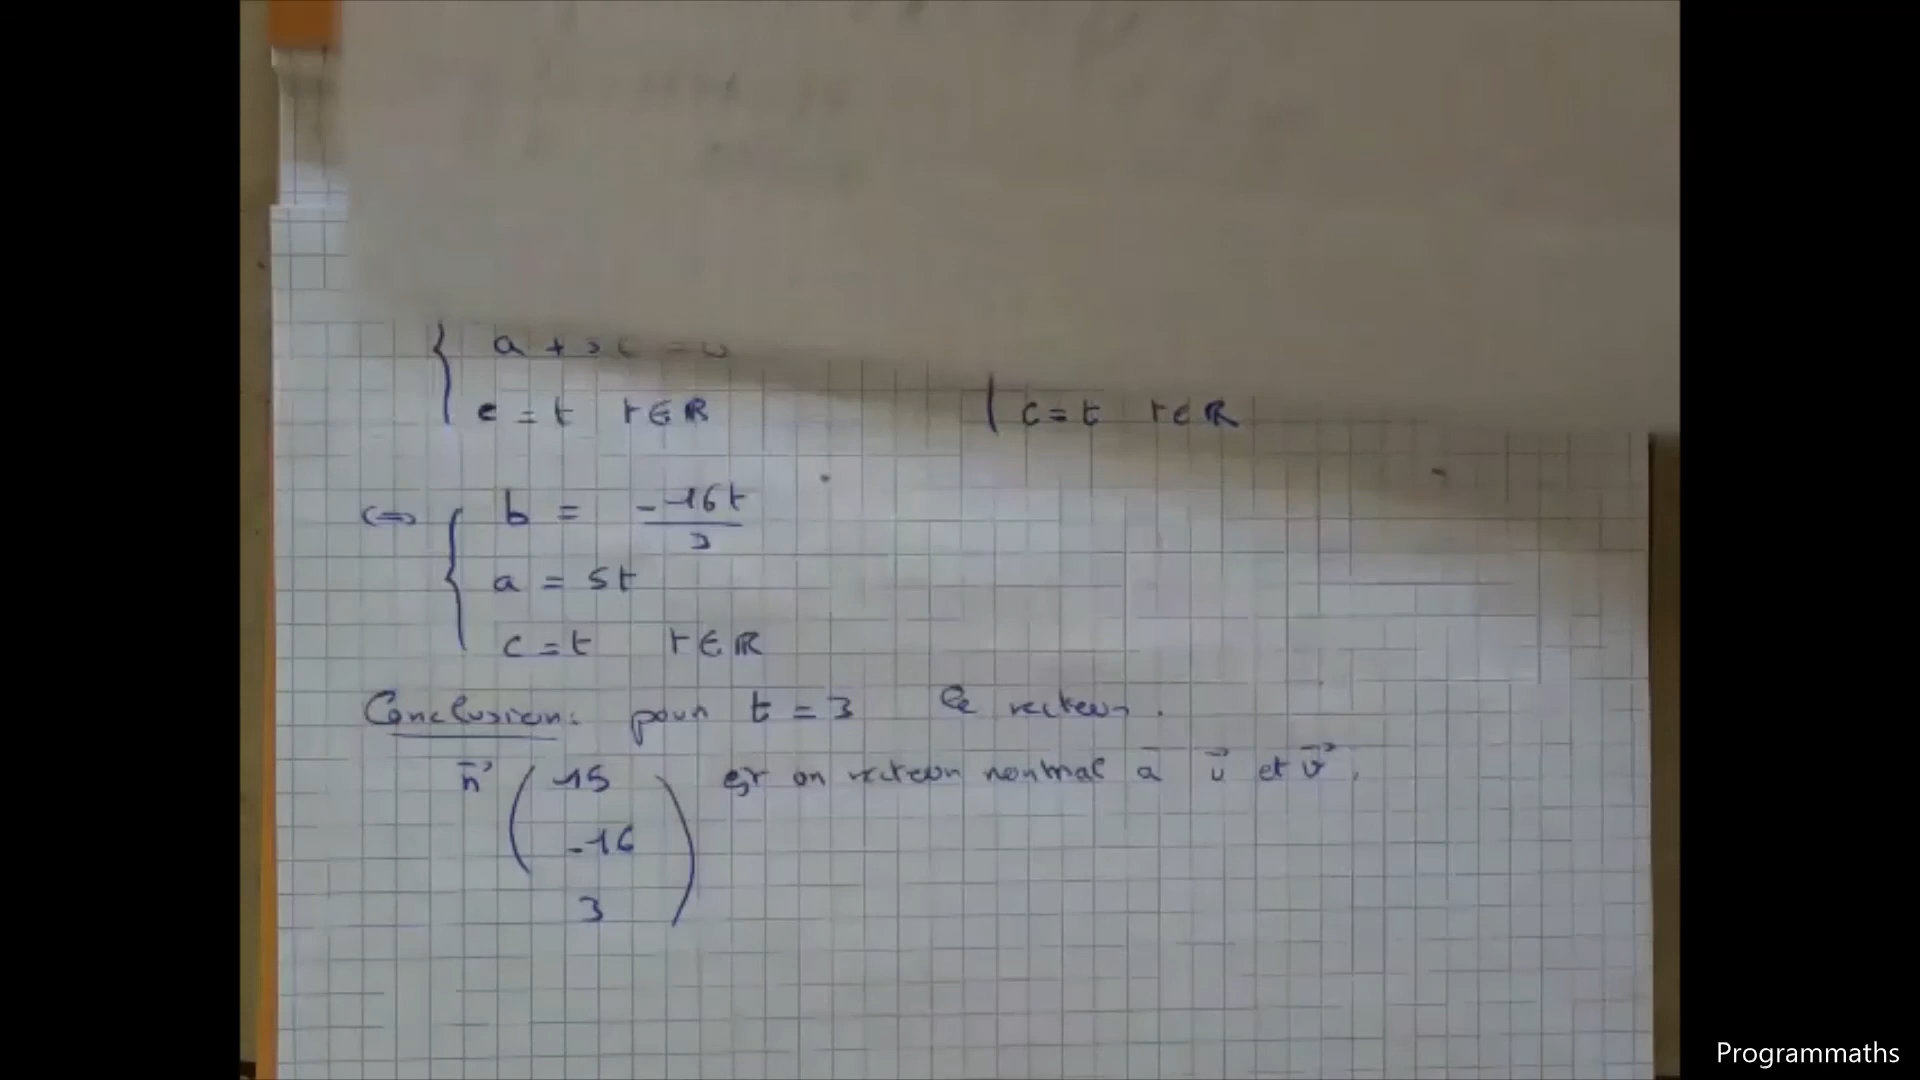 a +
c = t t ∈ ℝ
c = t t ∈ ℝ
⇔ b = -16t / 3
a = 5t
c = t t ∈ ℝ
Conclusion: pour t = 3 le vecteur.
n⃗ ( 15 est un vecteur normal à u⃗ et v⃗.
-16
3 )
Programmaths